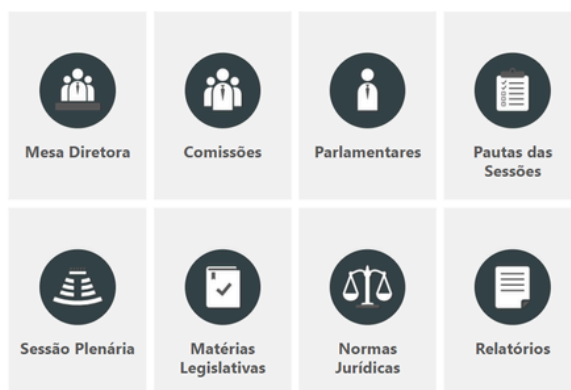 Mesa Diretora
Comissões
Parlamentares
Pautas das
Sessões
Sessão Plenária
Matérias
Legislativas
Normas
Jurídicas
Relatórios